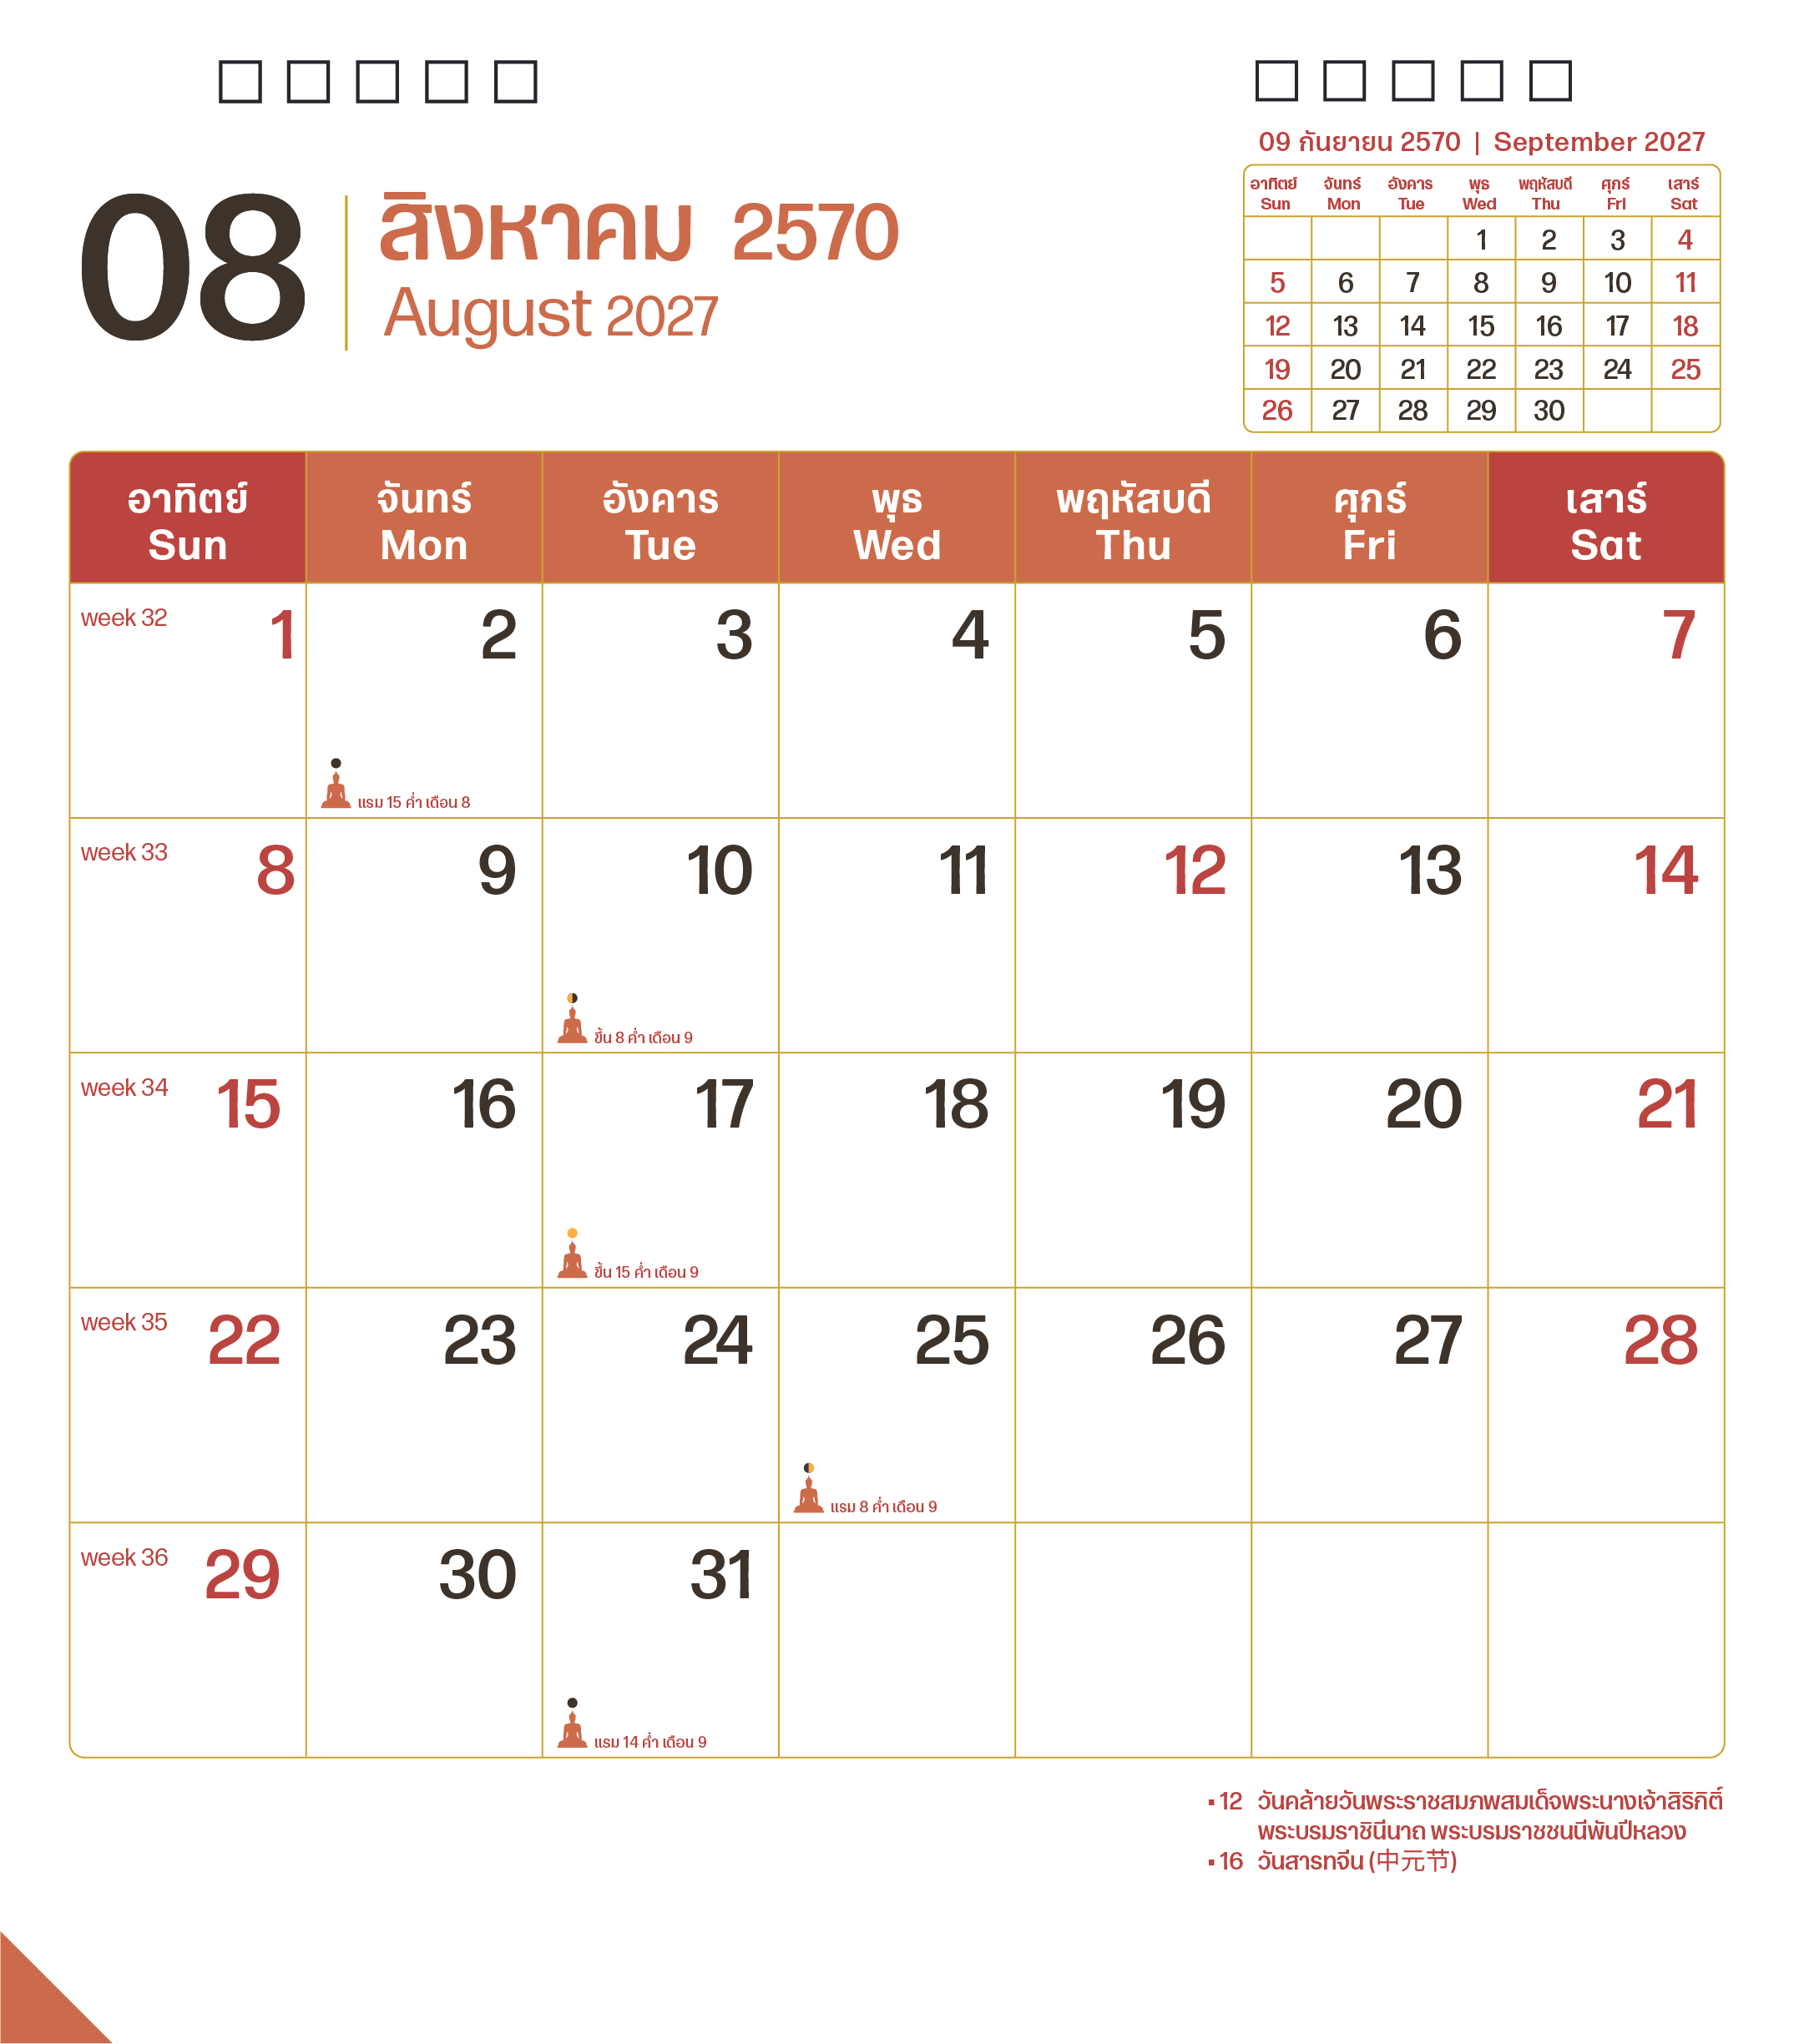 09 กันยายน 2570 | September 2027
อาทิตย์ จันทร์ อังคาร พุธ พฤหัสบดี ศุกร์ เสาร์
Sun Mon Tue Wed Thu Fri Sat
1 2 3 4
5 6 7 8 9 10 11
12 13 14 15 16 17 18
19 20 21 22 23 24 25
26 27 28 29 30
08
สิงหาคม 2570
August 2027
อาทิตย์ จันทร์ อังคาร พุธ พฤหัสบดี ศุกร์ เสาร์
Sun Mon Tue Wed Thu Fri Sat
week 32 1 2 3 4 5 6 7
แรม 15 ค่ำ เดือน 8
week 33 8 9 10 11 12 13 14
ขึ้น 8 ค่ำ เดือน 9
week 34 15 16 17 18 19 20 21
ขึ้น 15 ค่ำ เดือน 9
week 35 22 23 24 25 26 27 28
แรม 8 ค่ำ เดือน 9
week 36 29 30 31
แรม 14 ค่ำ เดือน 9
▪ 12 วันคล้ายวันพระราชสมภพสมเด็จพระนางเจ้าสิริกิติ์
พระบรมราชินีนาถ พระบรมราชชนนีพันปีหลวง
▪ 16 วันสารทจีน (中元节)